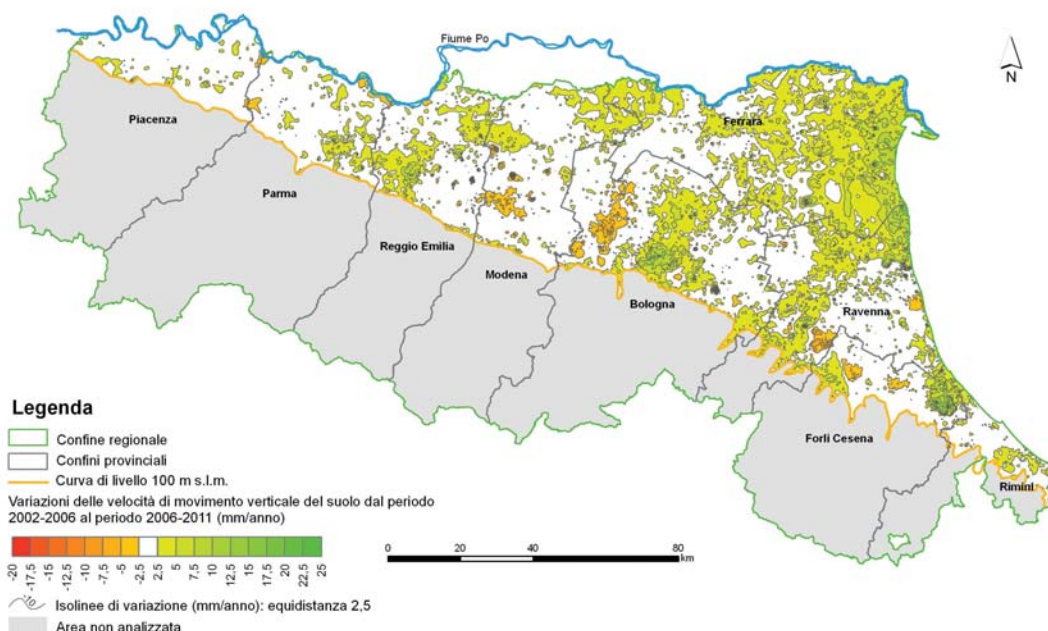 Fiume Po
N
Piacenza
Ferrara
Parma
Reggio Emilia
Modena
Bologna
Ravenna
Forlì Cesena
Rimini
Legenda
Confine regionale
Confini provinciali
Curva di livello 100 m s.l.m.
Variazioni delle velocità di movimento verticale del suolo dal periodo
2002-2006 al periodo 2006-2011 (mm/anno)
-20 -17,5 -15 -12,5 -10 -7,5 -5 -2,5 2,5 5 7,5 10 12,5 15 17,5 20 22,5 25
0 20 40 80
km
-10 Isolinee di variazione (mm/anno): equidistanza 2,5
Area non analizzata